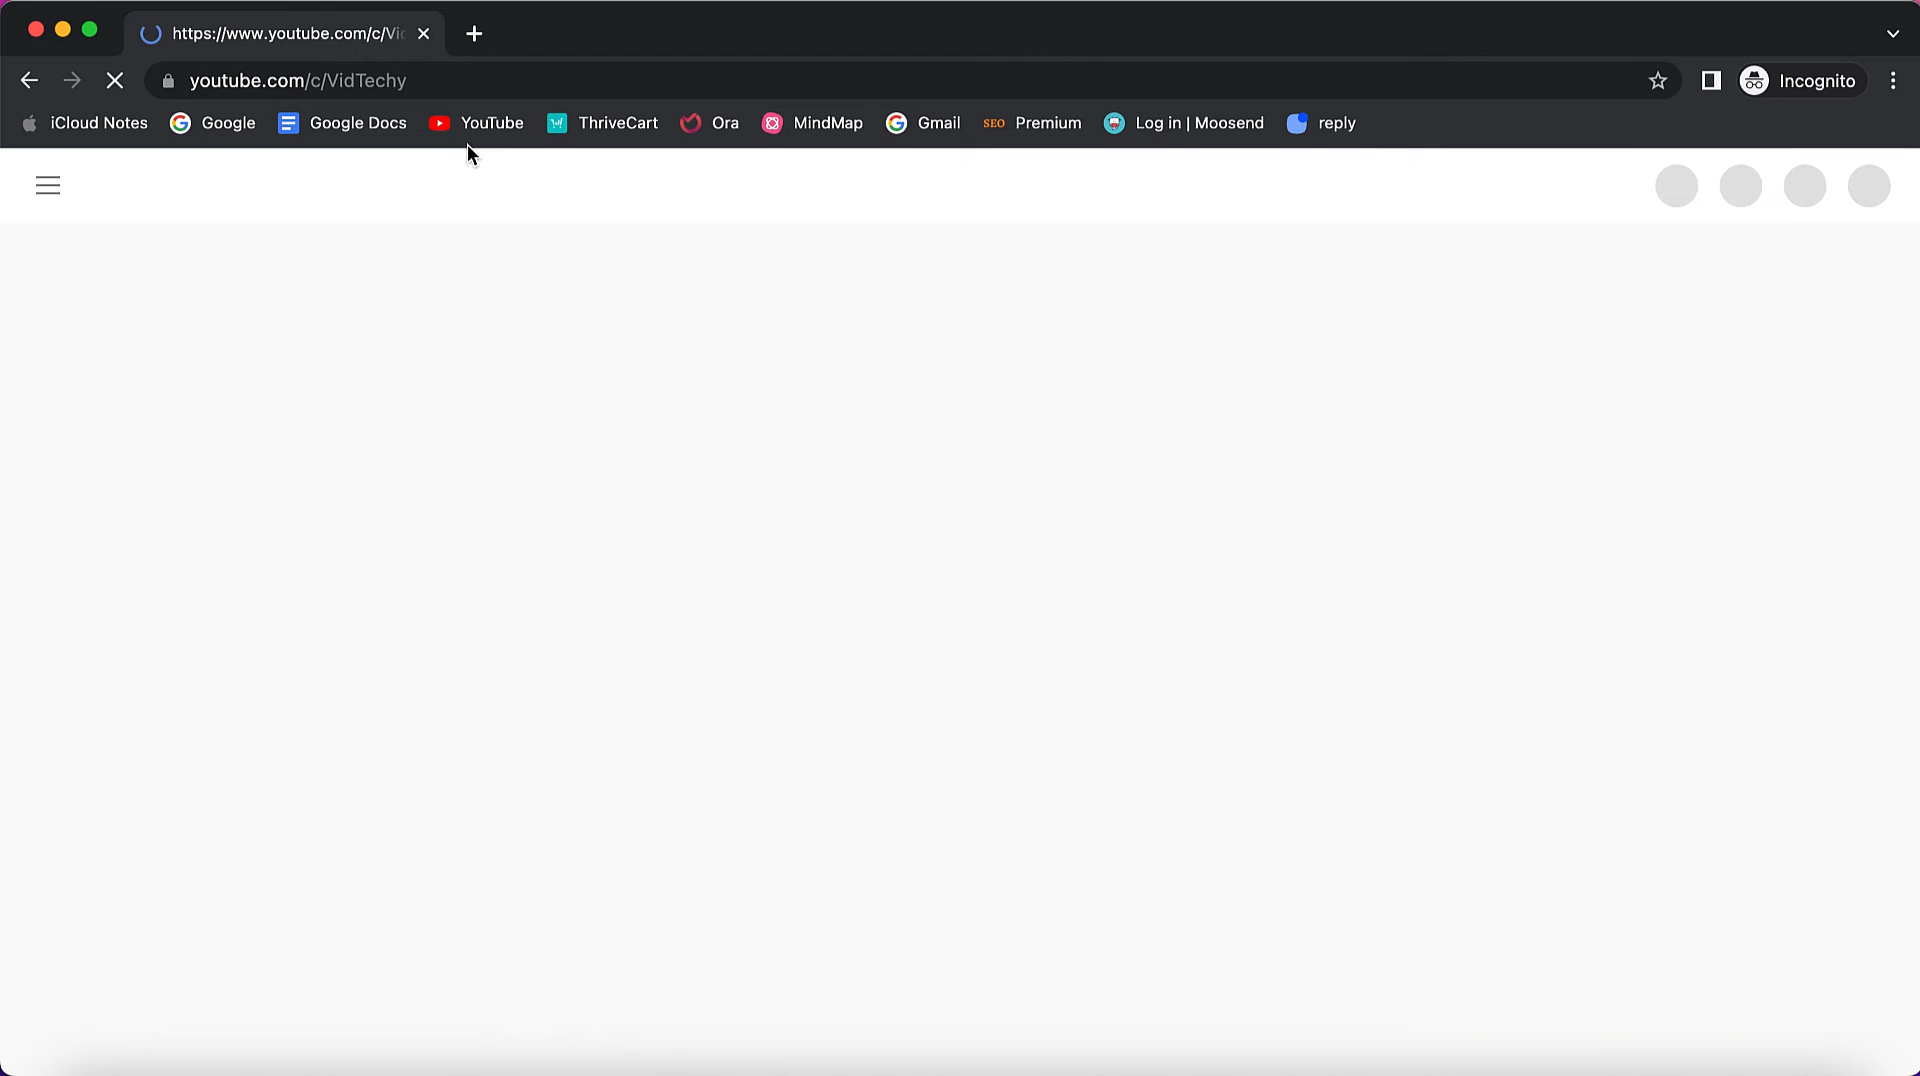 https://www.youtube.com/c/Vic
youtube.com/c/VidTechy
Incognito
iCloud Notes Google Google Docs YouTube ThriveCart Ora MindMap Gmail SEO Premium Log in | Moosend reply